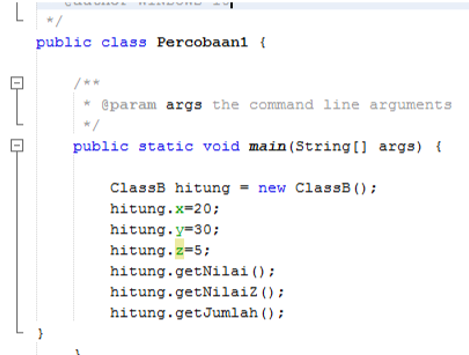 */
public class Percobaan1 {
/**
* @param args the command line arguments
*/
public static void main(String[] args) {
ClassB hitung = new ClassB();
hitung.x=20;
hitung.y=30;
hitung.z=5;
hitung.getNilai();
hitung.getNilaiZ();
hitung.getJumlah();
}
}